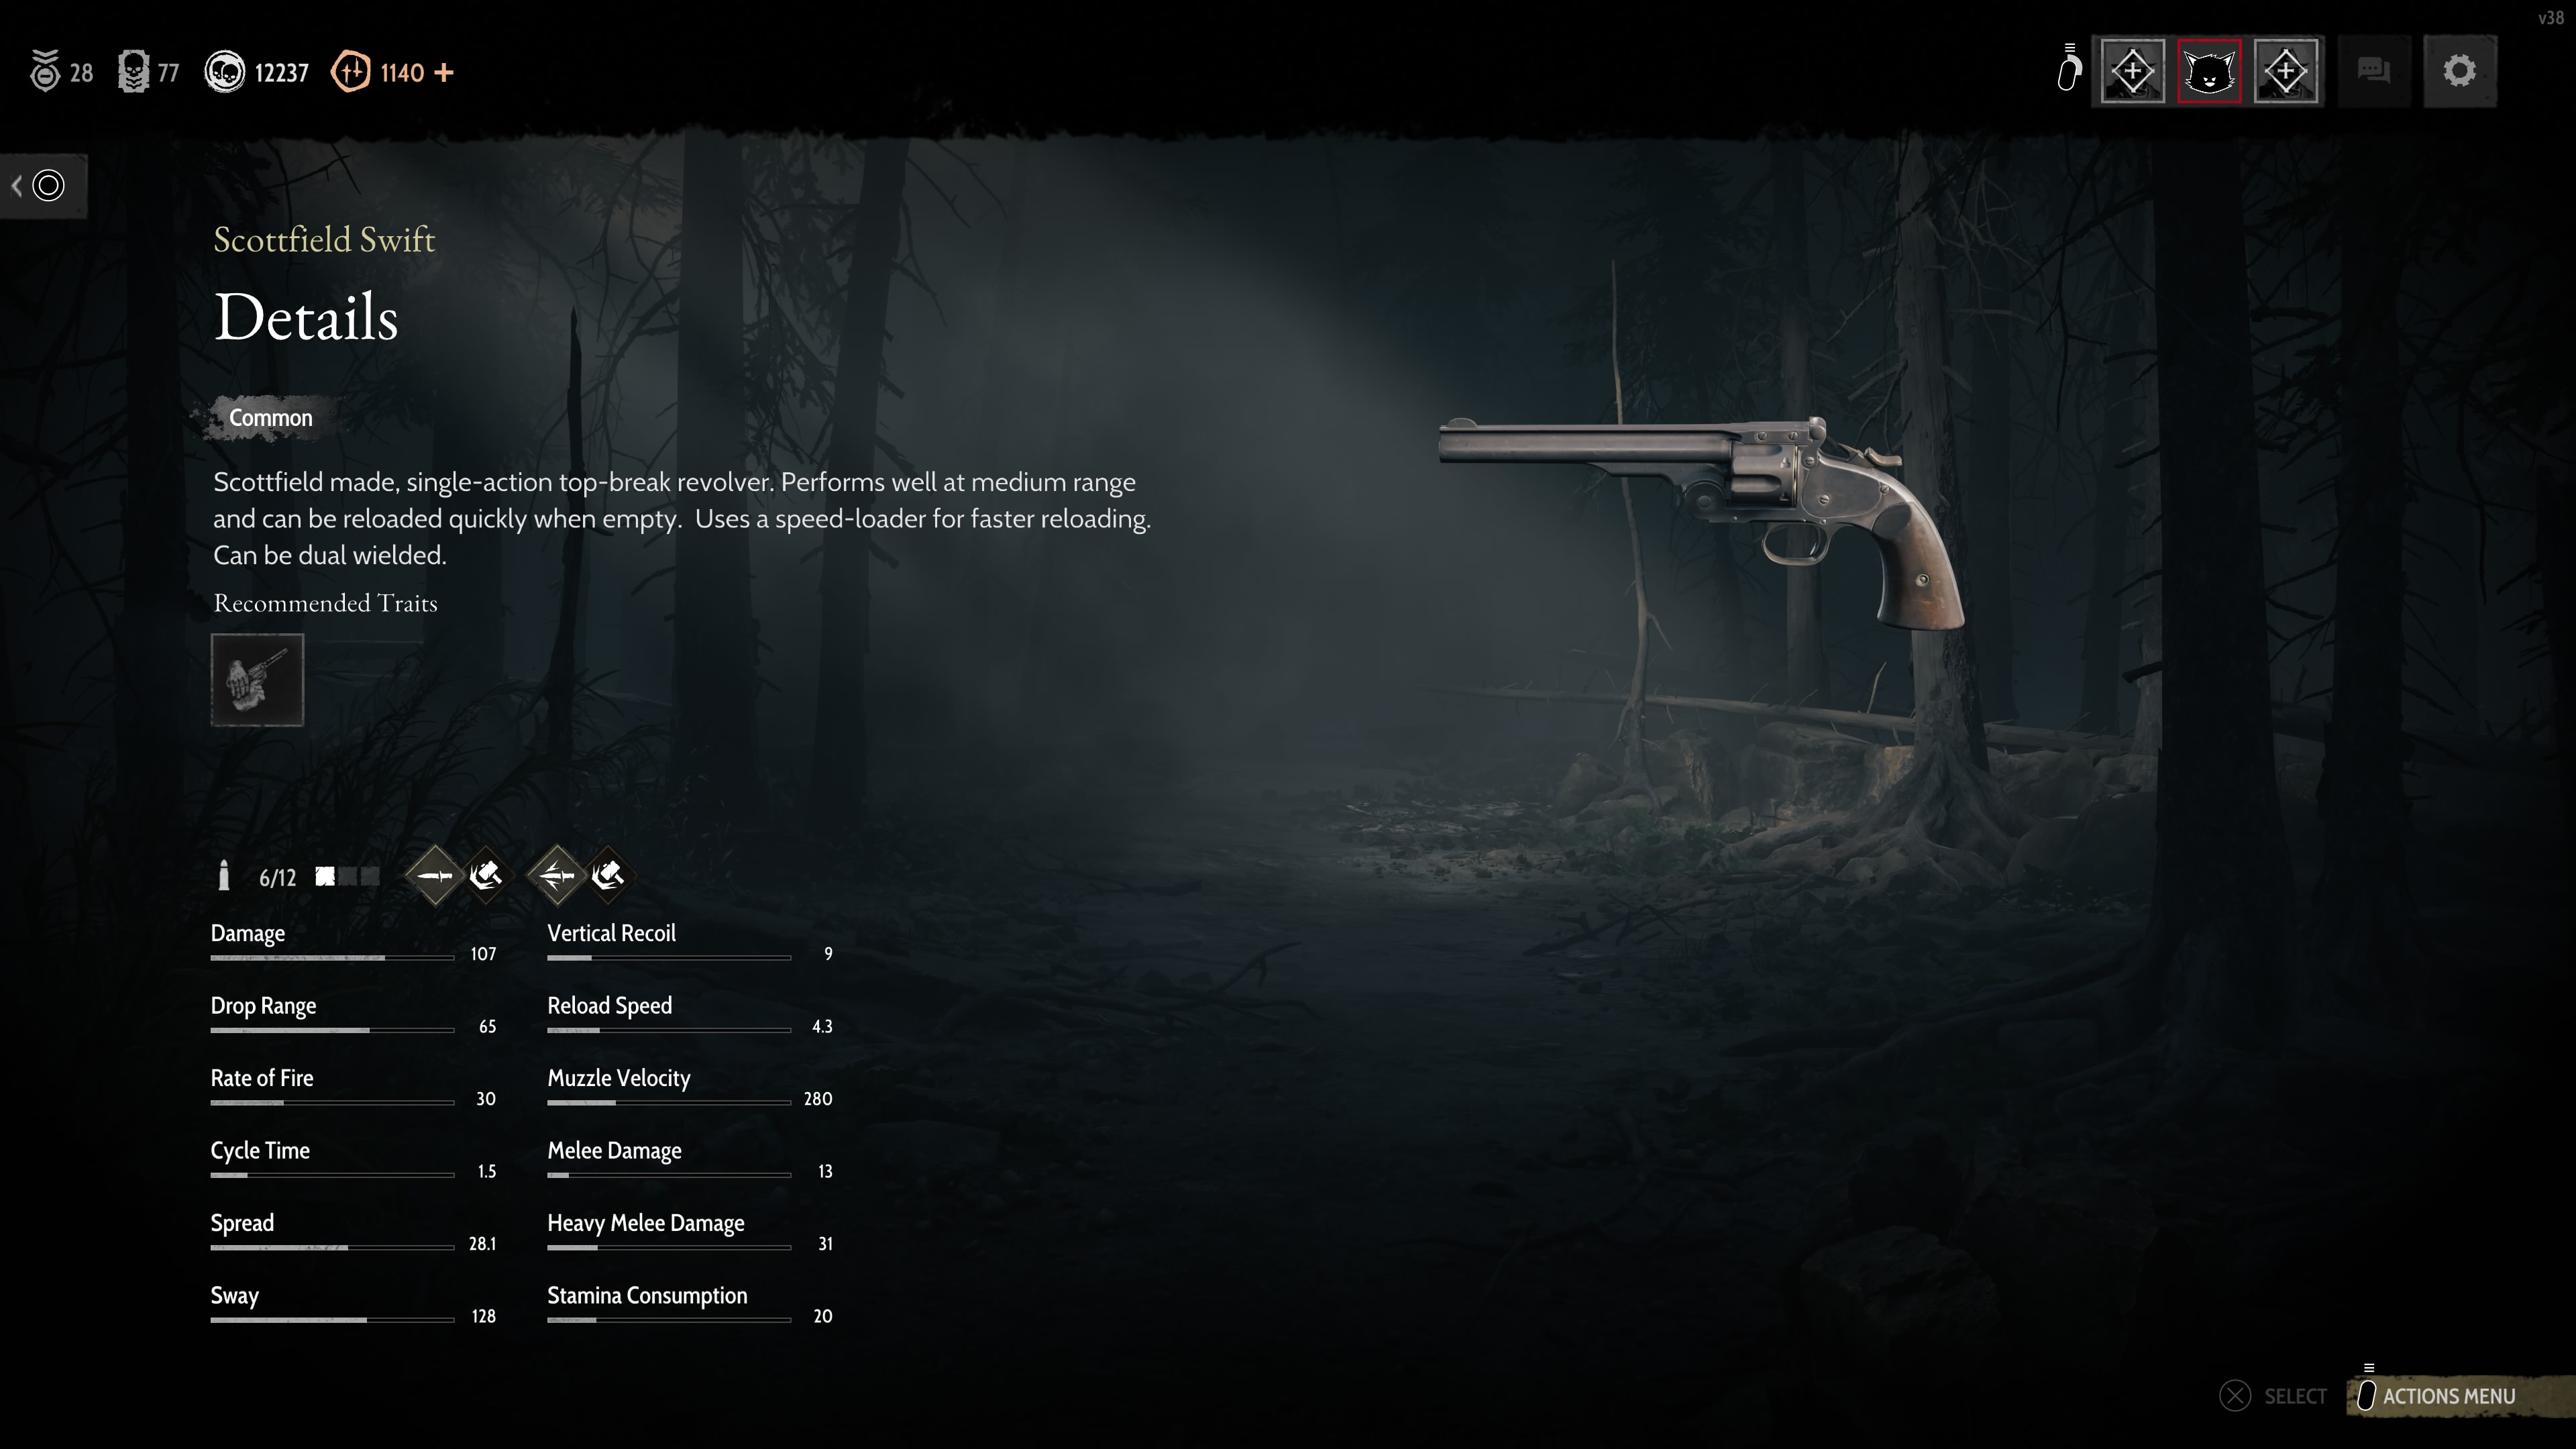 v38
28
77
12237
1140
Scottfield Swift
Details
Common
Scottfield made, single-action top-break revolver. Performs well at medium range
and can be reloaded quickly when empty.  Uses a speed-loader for faster reloading.
Can be dual wielded.
Recommended Traits
6/12
Damage
107
Vertical Recoil
9
Drop Range
65
Reload Speed
4.3
Rate of Fire
30
Muzzle Velocity
280
Cycle Time
1.5
Melee Damage
13
Spread
28.1
Heavy Melee Damage
31
Sway
128
Stamina Consumption
20
SELECT
ACTIONS MENU